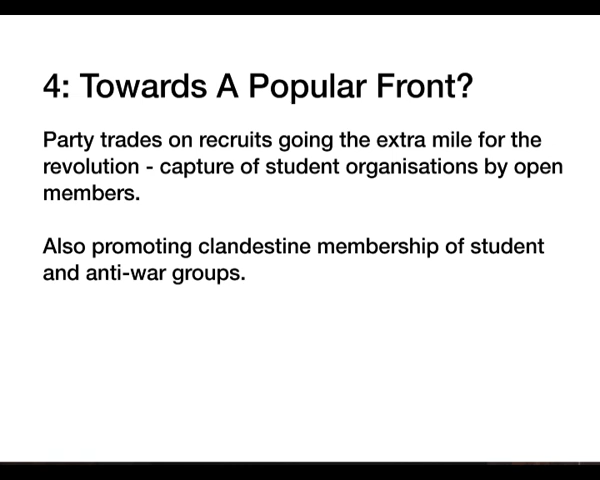 4: Towards A Popular Front?
Party trades on recruits going the extra mile for the
revolution - capture of student organisations by open
members.
Also promoting clandestine membership of student
and anti-war groups.